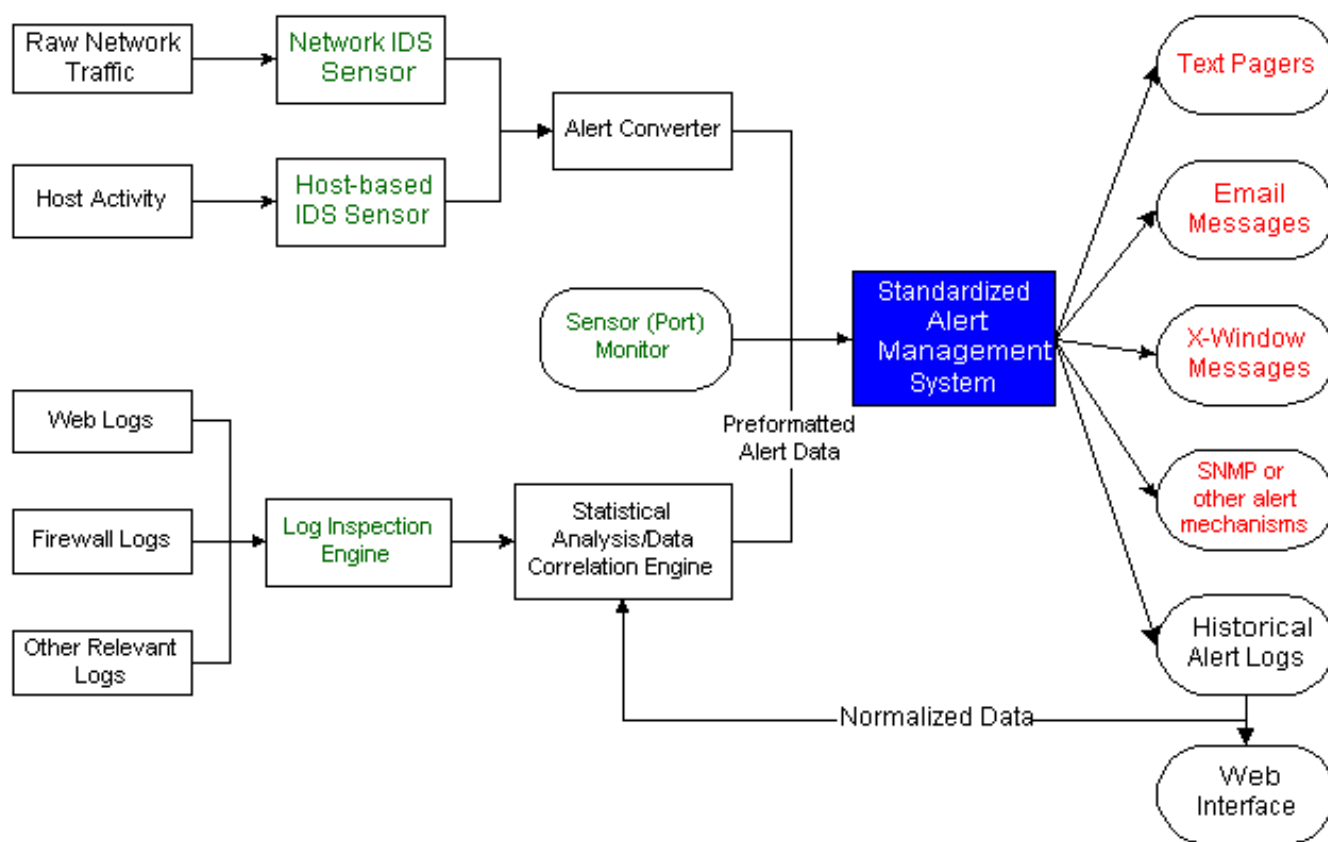 Raw Network
Traffic
Network IDS
Sensor
Text Pagers
Alert Converter
Host Activity
Host-based
IDS Sensor
Email
Messages
Sensor (Port)
Monitor
Standardized
Alert
Management
System
X-Window
Messages
Web Logs
Preformatted
Alert Data
SNMP or
other alert
mechanisms
Firewall Logs
Log Inspection
Engine
Statistical
Analysis/Data
Correlation Engine
Other Relevant
Logs
Historical
Alert Logs
Normalized Data
Web
Interface